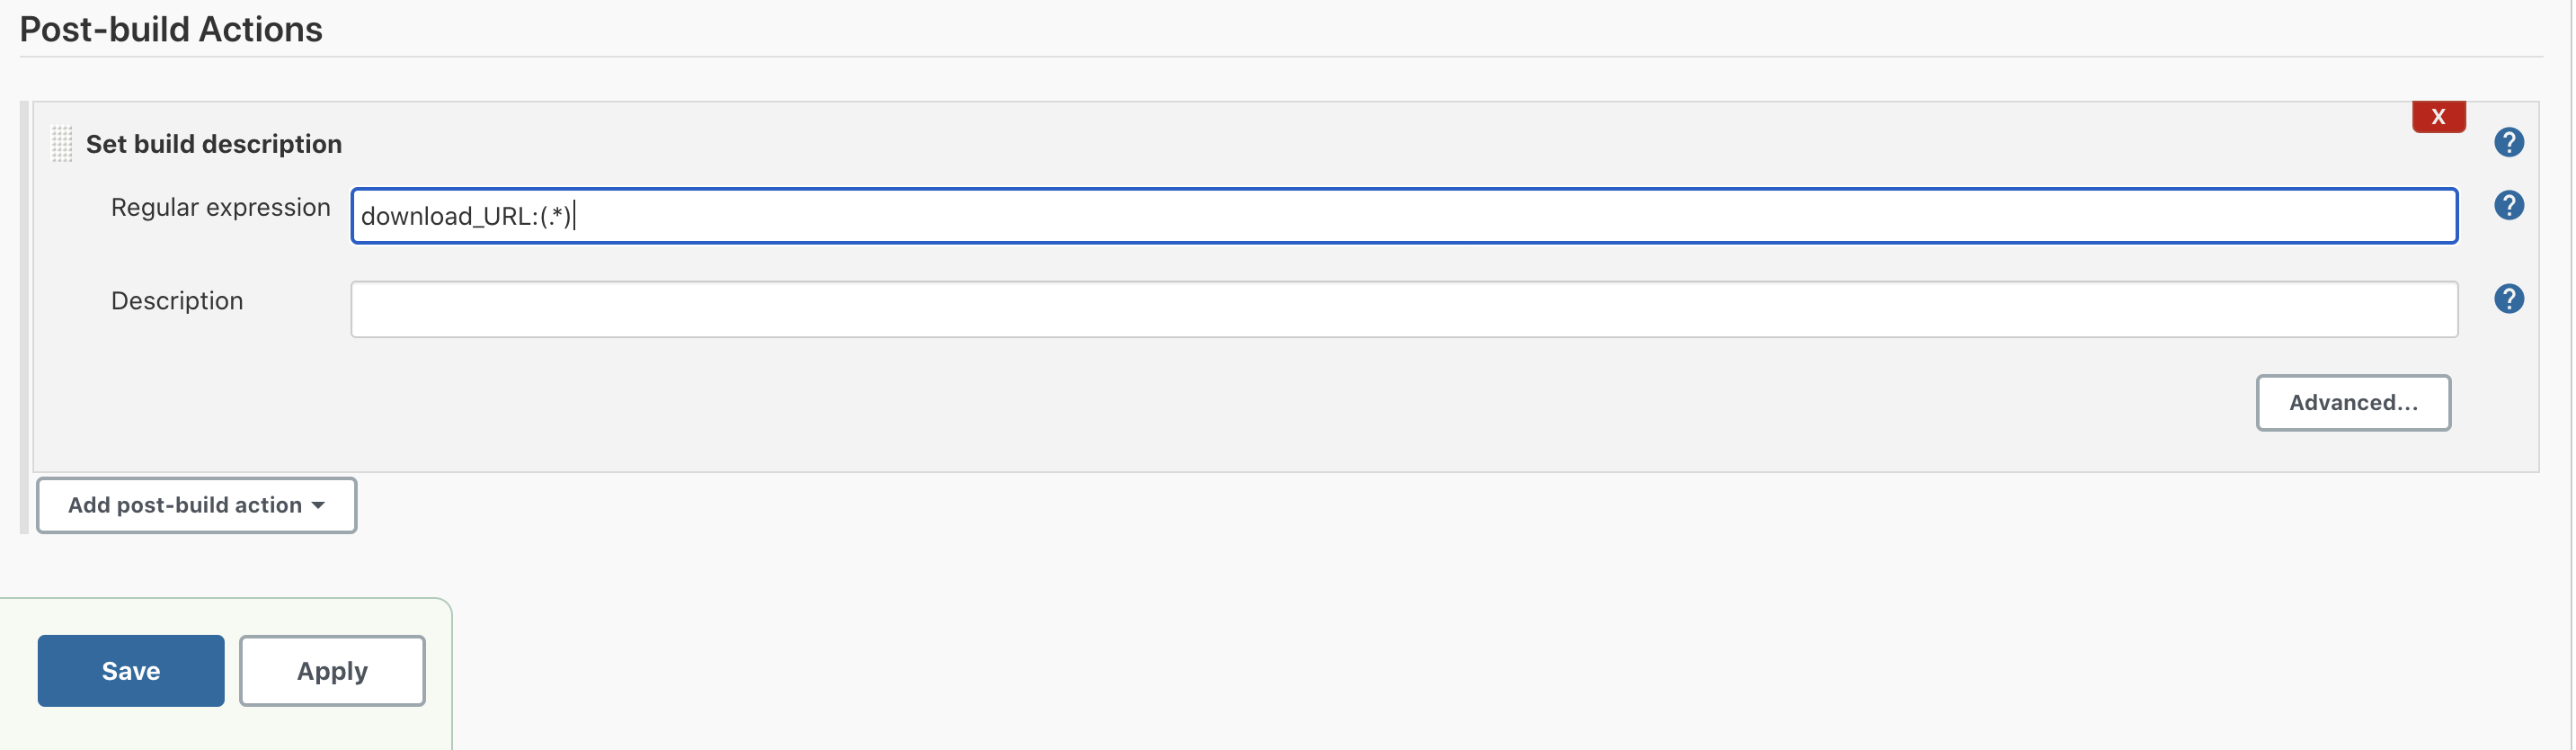 Post-build Actions
X
Set build description
?
Regular expression
download_URL:(.*)
?
Description
?
Advanced...
Add post-build action
Save
Apply